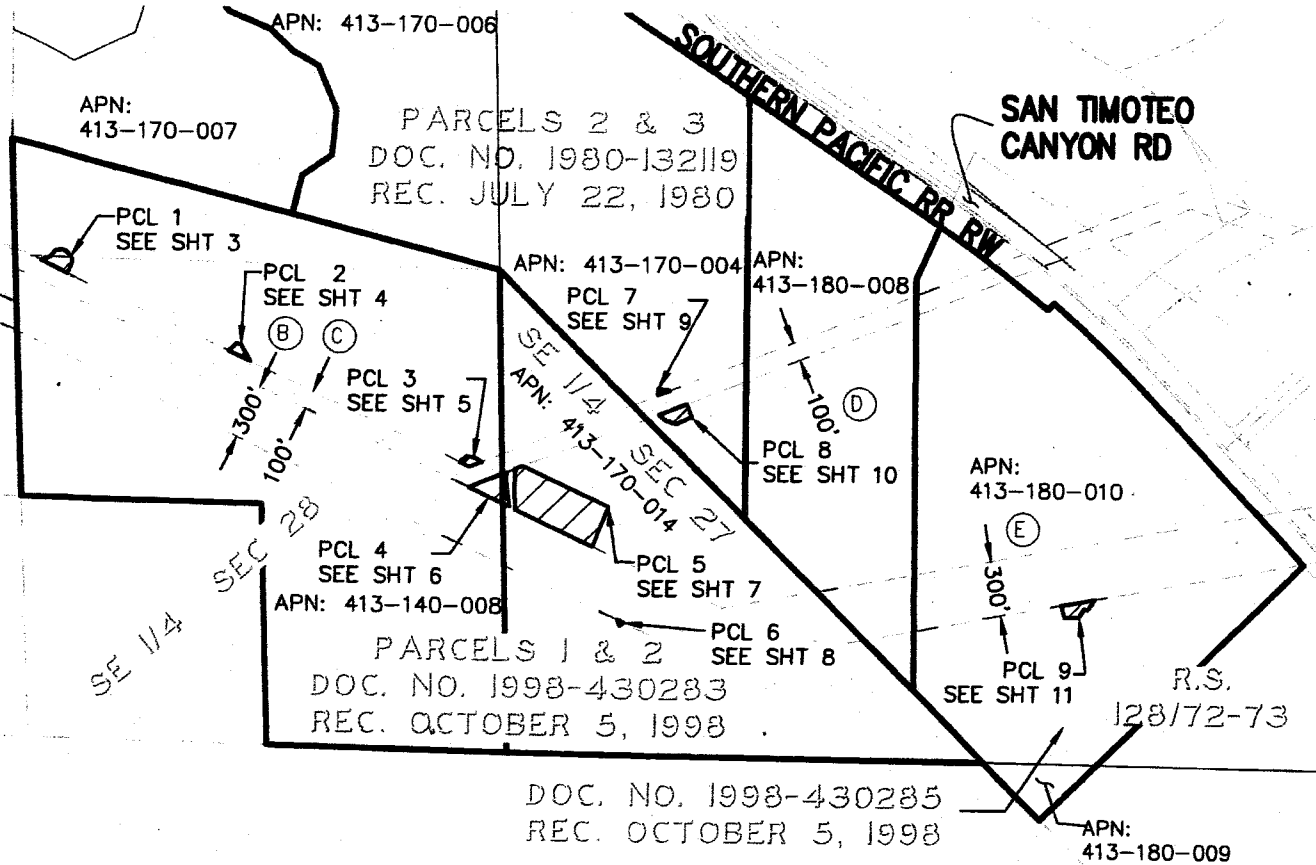 APN: 413-170-006
APN:
413-170-007
PARCELS 2 & 3
DOC. NO. 1980-132119
REC. JULY 22, 1980
SOUTHERN PACIFIC RR RW
SAN TIMOTEO
CANYON RD
PCL 1
SEE SHT 3
PCL 2
SEE SHT 4
B
C
300'
100'
PCL 3
SEE SHT 5
APN: 413-170-004
PCL 7
SEE SHT 9
APN:
413-180-008
SE 1/4 SEC 27
APN: 413-170-014
100'
D
PCL 8
SEE SHT 10
APN:
413-180-010
E
300'
SE 1/4 SEC 28
PCL 4
SEE SHT 6
APN: 413-140-008
PCL 5
SEE SHT 7
PCL 6
SEE SHT 8
PCL 9
SEE SHT 11
PARCELS 1 & 2
DOC. NO. 1998-430283
REC. OCTOBER 5, 1998
R.S.
128/72-73
DOC. NO. 1998-430285
REC. OCTOBER 5, 1998
APN:
413-180-009